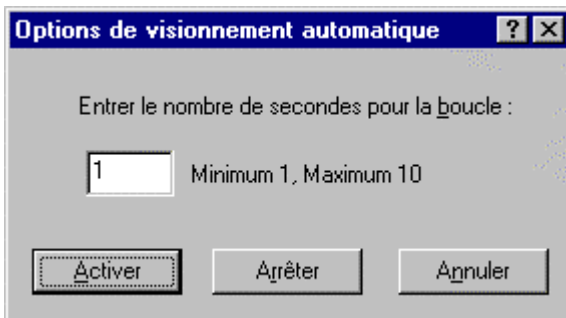 Options de visionnement automatique
Entrer le nombre de secondes pour la boucle :
1 Minimum 1, Maximum 10
Activer Arrêter Annuler